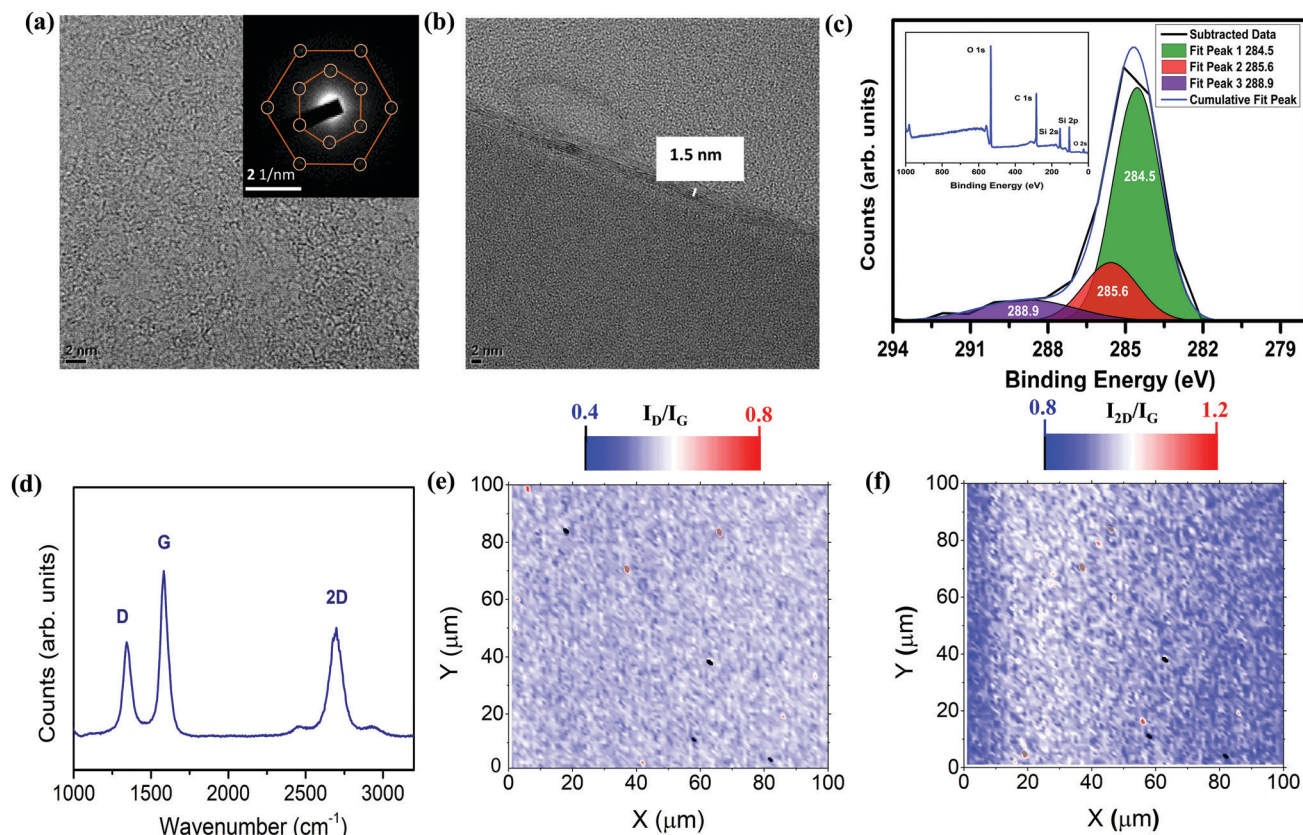 (a)
2 1/nm
2 nm
(b)
1.5 nm
2 nm
(c)
Counts (arb. units)
O 1s
C 1s
Si 2s
Si 2p
O 2s
1000 800 600 400 200 0
Binding Energy (eV)
Subtracted Data
Fit Peak 1 284.5
Fit Peak 2 285.6
Fit Peak 3 288.9
Cumulative Fit Peak
284.5
285.6
288.9
294 291 288 285 282 279
Binding Energy (eV)
(d)
Counts (arb. units)
D
G
2D
1000 1500 2000 2500 3000
Wavenumber (cm⁻¹)
0.4 I_D/I_G 0.8
(e)
100
80
60
40
20
0
Y (μm)
0 20 40 60 80 100
X (μm)
0.8 I_2D/I_G 1.2
(f)
100
80
60
40
20
0
Y (μm)
0 20 40 60 80 100
X (μm)